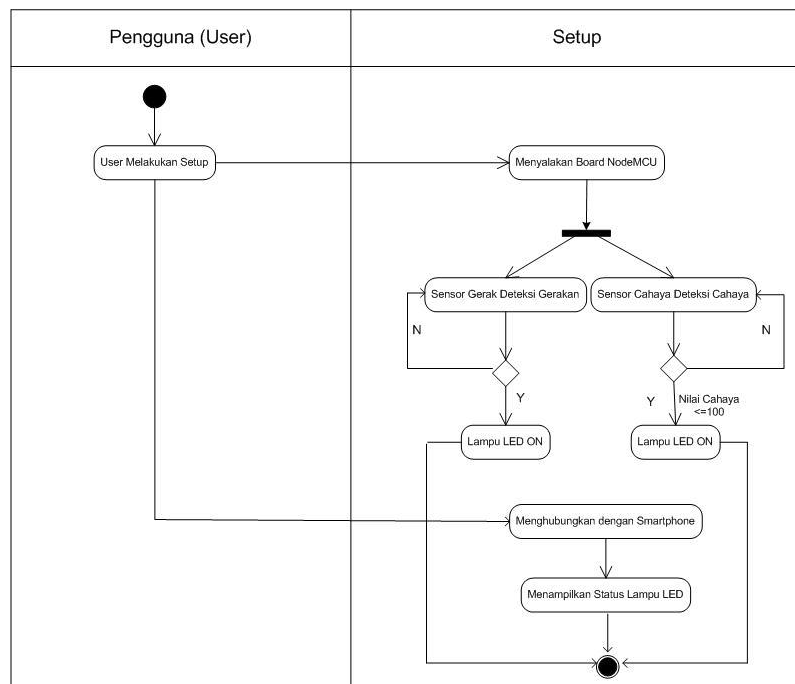 Pengguna (User)
Setup
User Melakukan Setup
Menyalakan Board NodeMCU
Sensor Gerak Deteksi Gerakan
Sensor Cahaya Deteksi Cahaya
N
N
Y
Y
Nilai Cahaya
<=100
Lampu LED ON
Lampu LED ON
Menghubungkan dengan Smartphone
Menampilkan Status Lampu LED